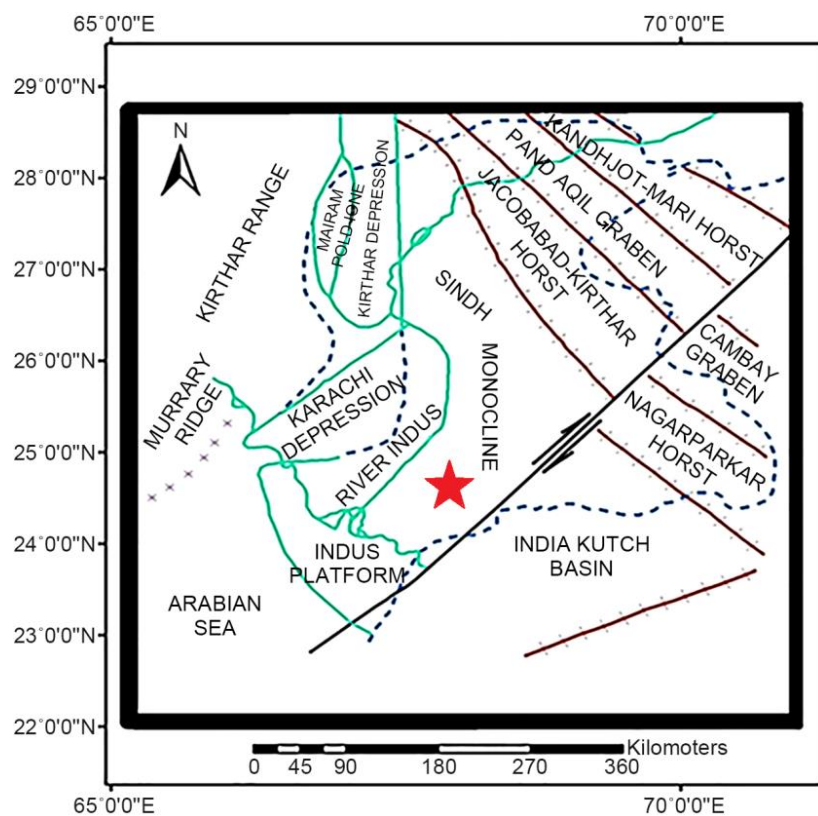 65°0'0"E
70°0'0"E
29°0'0"N
28°0'0"N
27°0'0"N
26°0'0"N
25°0'0"N
24°0'0"N
23°0'0"N
22°0'0"N
N
KIRTHAR RANGE
MAIRAM
POLD IONE
KIRTHAR DEPRESSION
KANDHJOT-MARI HORST
PAND AQIL GRABEN
JACOBABAD-KIRTHAR
HORST
SINDH
MONOCLINE
CAMBAY
GRABEN
NAGARPARKAR
HORST
MURRARY
RIDGE
KARACHI
DEPRESSION
RIVER INDUS
INDUS
PLATFORM
INDIA KUTCH
BASIN
ARABIAN
SEA
Kilomoters
0 45 90 180 270 360
65°0'0"E
70°0'0"E